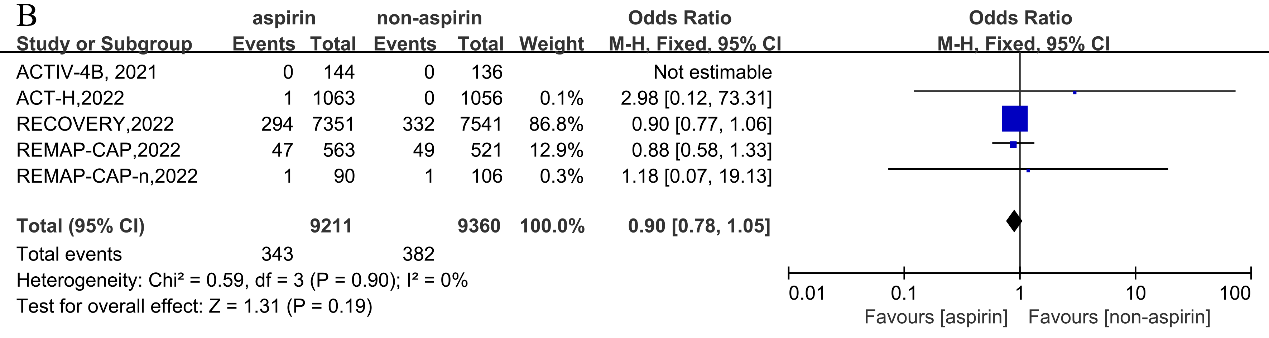 B
aspirin non-aspirin Odds Ratio Odds Ratio
Study or Subgroup Events Total Events Total Weight M-H, Fixed, 95% CI M-H, Fixed, 95% CI
ACTIV-4B, 2021 0 144 0 136 Not estimable
ACT-H,2022 1 1063 0 1056 0.1% 2.98 [0.12, 73.31]
RECOVERY,2022 294 7351 332 7541 86.8% 0.90 [0.77, 1.06]
REMAP-CAP,2022 47 563 49 521 12.9% 0.88 [0.58, 1.33]
REMAP-CAP-n,2022 1 90 1 106 0.3% 1.18 [0.07, 19.13]
Total (95% CI) 9211 9360 100.0% 0.90 [0.78, 1.05]
Total events 343 382
Heterogeneity: Chi² = 0.59, df = 3 (P = 0.90); I² = 0%
Test for overall effect: Z = 1.31 (P = 0.19)
0.01 0.1 1 10 100
Favours [aspirin] Favours [non-aspirin]